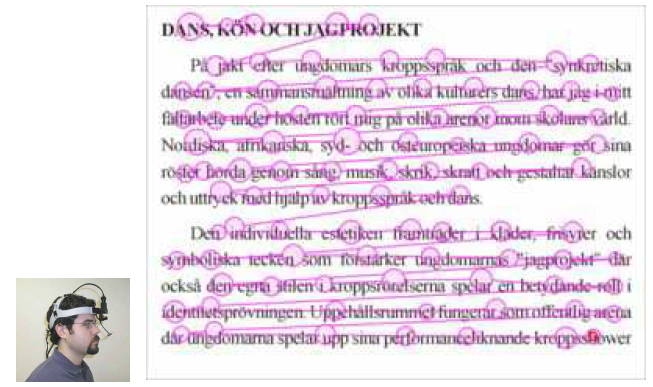 DANS, KÖN OCH JAGPROJEKT
På jakt efter ungdomars kroppsspråk och den "synkretiska
dansen", en sammansmältning av olika kulturers dans, har jag i mitt
fältarbete under hösten rört mig på olika arenor inom skolans värld.
Nordiska, afrikanska, syd- och östeuropeiska ungdomar gör sina
röster hörda genom sång, musik, skrik, skratt och gestaltar känslor
och uttryck med hjälp av kroppsspråk och dans.
Den individuella estetiken framträder i kläder, frisyrer och
symboliska tecken som förstärker ungdomarnas "jagprojekt" där
också den egna stilen i kroppsrörelserna spelar en betydande roll i
identitetsprövningen. Uppehållsrummet fungerar som offentlig arena
där ungdomarna spelar upp sina performanceliknande kroppsshower